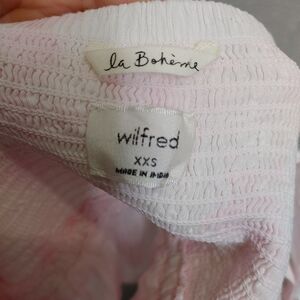 la Bohème
wilfred
XXS
MADE IN INDIA